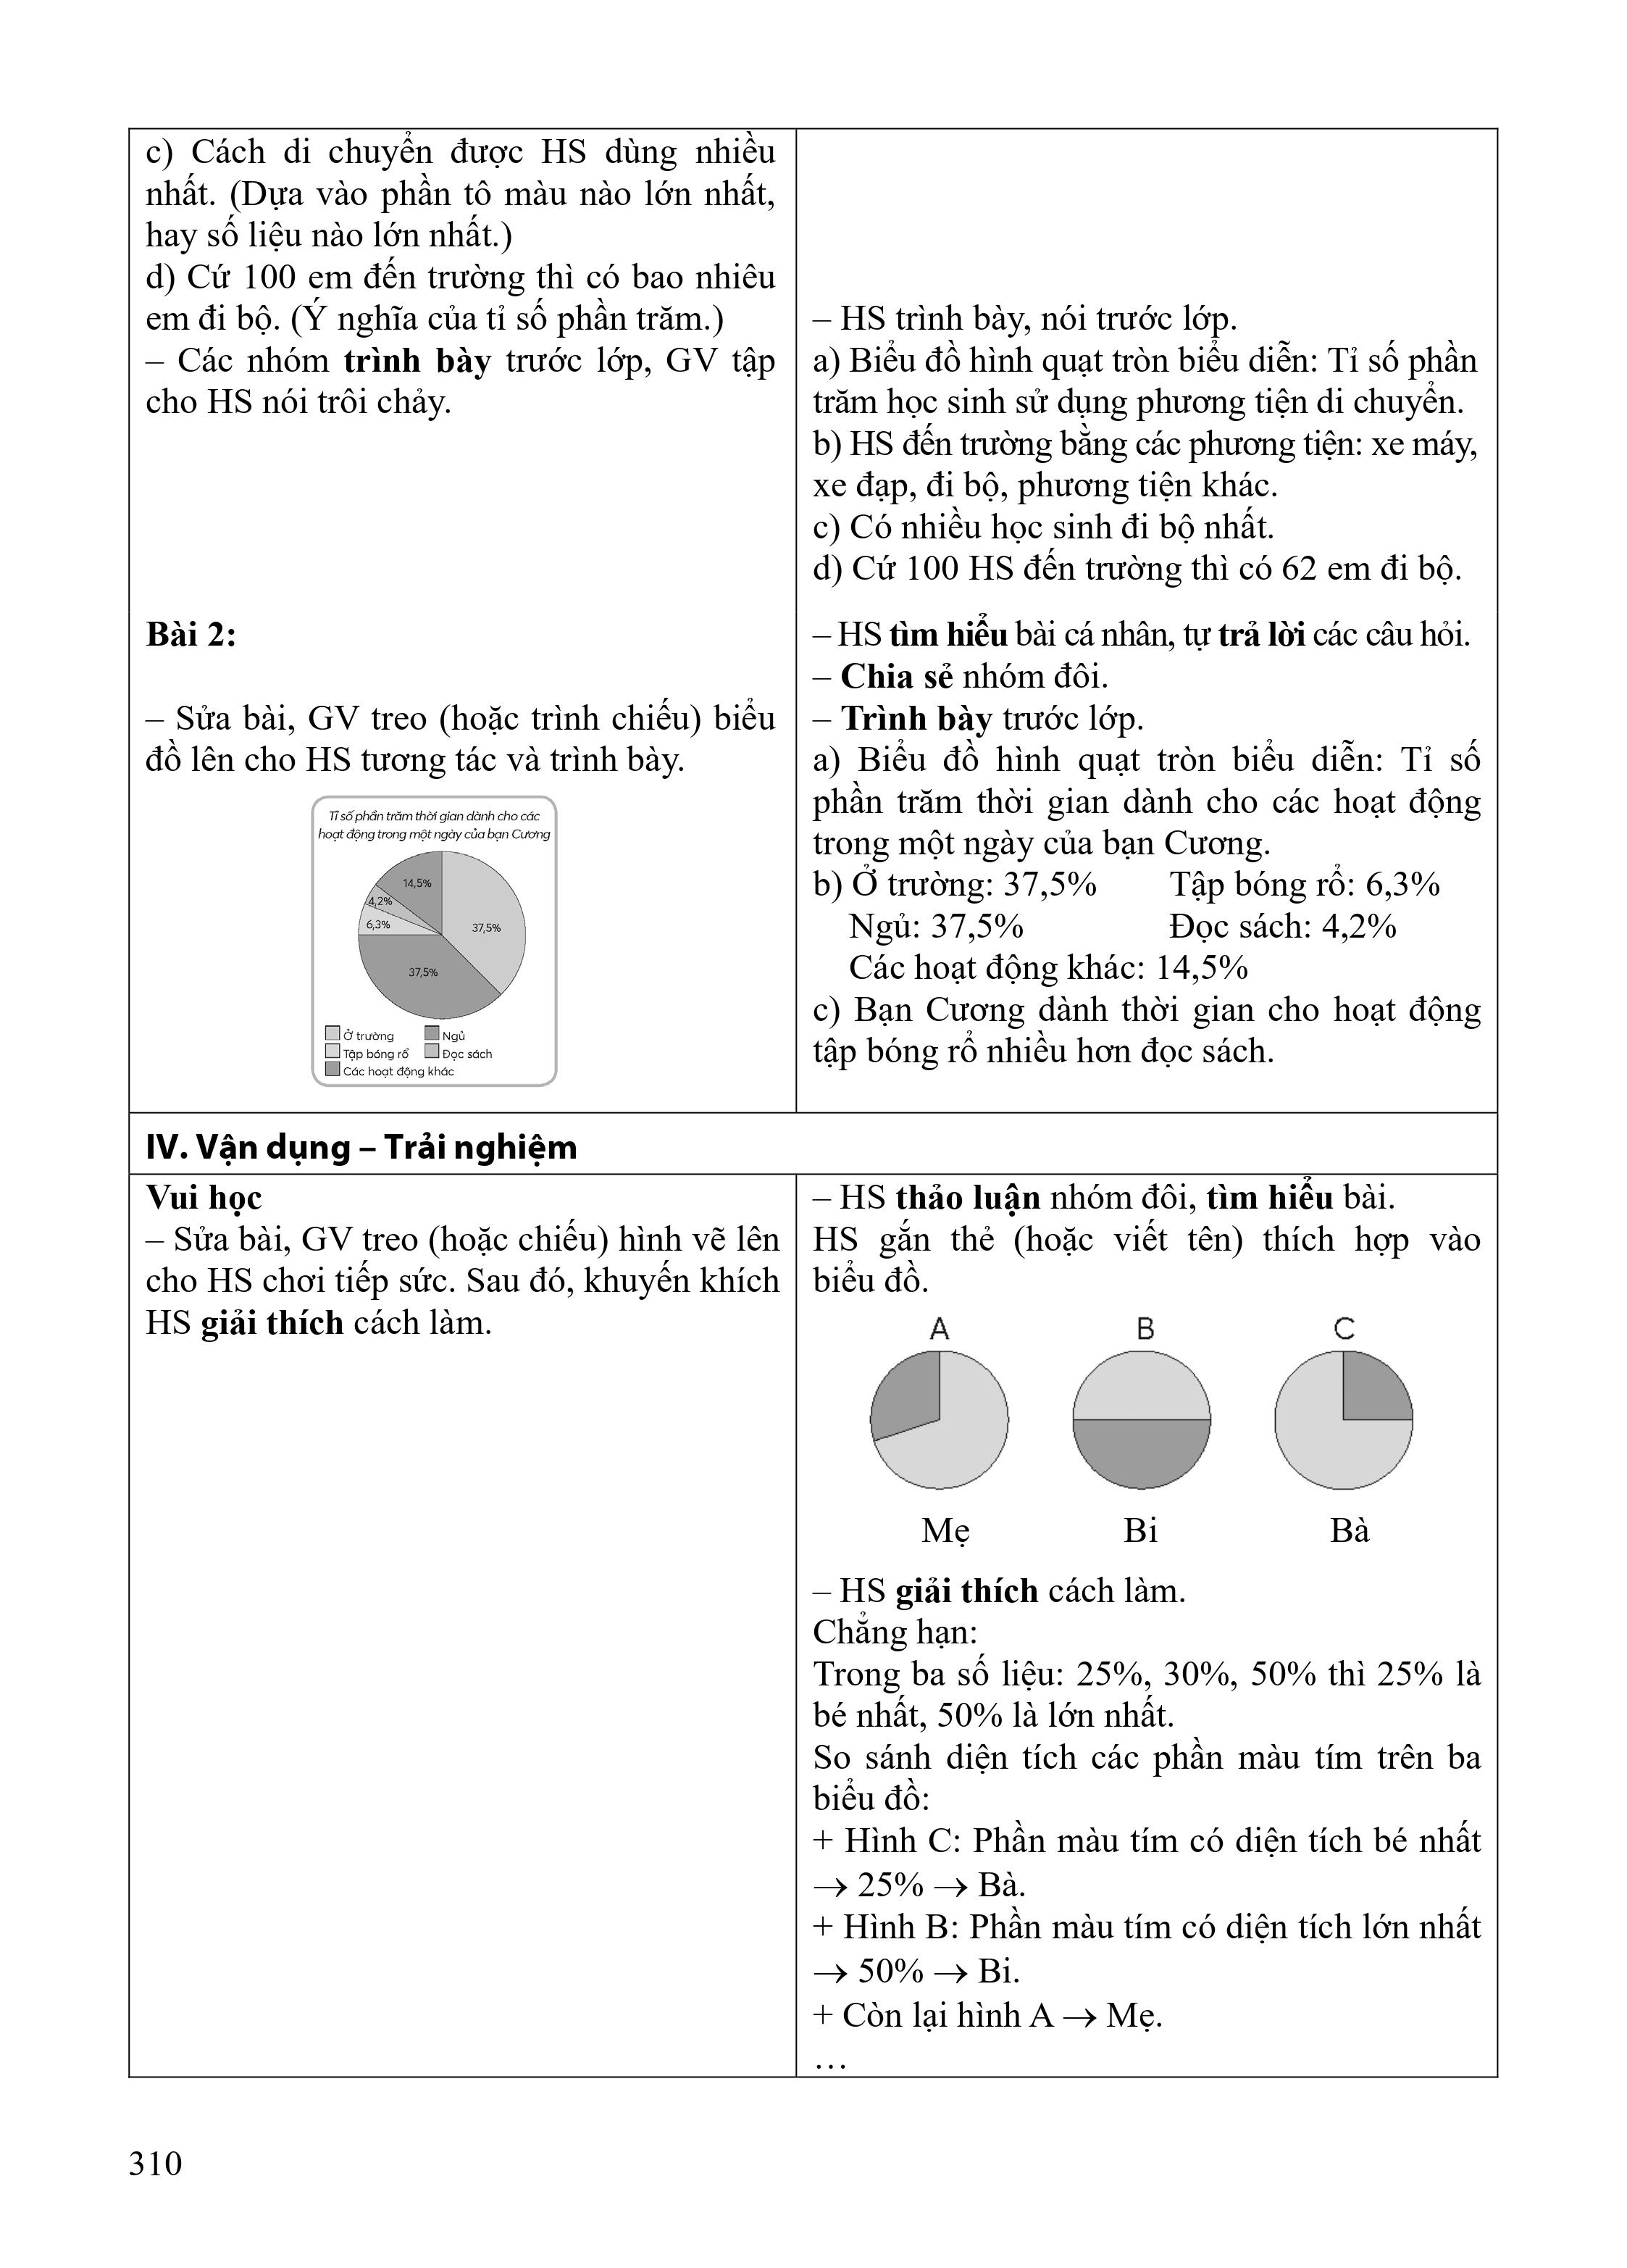 c) Cách di chuyển được HS dùng nhiều
nhất. (Dựa vào phần tô màu nào lớn nhất,
hay số liệu nào lớn nhất.)
d) Cứ 100 em đến trường thì có bao nhiêu
em đi bộ. (Ý nghĩa của tỉ số phần trăm.)
– Các nhóm trình bày trước lớp, GV tập
cho HS nói trôi chảy.
– HS trình bày, nói trước lớp.
a) Biểu đồ hình quạt tròn biểu diễn: Tỉ số phần
trăm học sinh sử dụng phương tiện di chuyển.
b) HS đến trường bằng các phương tiện: xe máy,
xe đạp, đi bộ, phương tiện khác.
c) Có nhiều học sinh đi bộ nhất.
d) Cứ 100 HS đến trường thì có 62 em đi bộ.
Bài 2:
– Sửa bài, GV treo (hoặc trình chiếu) biểu
đồ lên cho HS tương tác và trình bày.
Tỉ số phần trăm thời gian dành cho các
hoạt động trong một ngày của bạn Cương
14,5%
4,2%
6,3%
37,5%
37,5%
Ở trường Ngủ
Tập bóng rổ Đọc sách
Các hoạt động khác
– HS tìm hiểu bài cá nhân, tự trả lời các câu hỏi.
– Chia sẻ nhóm đôi.
– Trình bày trước lớp.
a) Biểu đồ hình quạt tròn biểu diễn: Tỉ số
phần trăm thời gian dành cho các hoạt động
trong một ngày của bạn Cương.
b) Ở trường: 37,5% Tập bóng rổ: 6,3%
Ngủ: 37,5% Đọc sách: 4,2%
Các hoạt động khác: 14,5%
c) Bạn Cương dành thời gian cho hoạt động
tập bóng rổ nhiều hơn đọc sách.
IV. Vận dụng – Trải nghiệm
Vui học
– Sửa bài, GV treo (hoặc chiếu) hình vẽ lên
cho HS chơi tiếp sức. Sau đó, khuyến khích
HS giải thích cách làm.
– HS thảo luận nhóm đôi, tìm hiểu bài.
HS gắn thẻ (hoặc viết tên) thích hợp vào
biểu đồ.
A B C
Mẹ Bi Bà
– HS giải thích cách làm.
Chẳng hạn:
Trong ba số liệu: 25%, 30%, 50% thì 25% là
bé nhất, 50% là lớn nhất.
So sánh diện tích các phần màu tím trên ba
biểu đồ:
+ Hình C: Phần màu tím có diện tích bé nhất
→ 25% → Bà.
+ Hình B: Phần màu tím có diện tích lớn nhất
→ 50% → Bi.
+ Còn lại hình A → Mẹ.
…
310